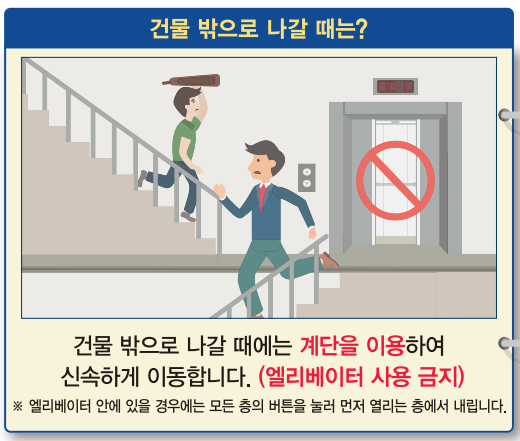 건물 밖으로 나갈 때는?
건물 밖으로 나갈 때에는 계단을 이용하여
신속하게 이동합니다. (엘리베이터 사용 금지)
※ 엘리베이터 안에 있을 경우에는 모든 층의 버튼을 눌러 먼저 열리는 층에서 내립니다.